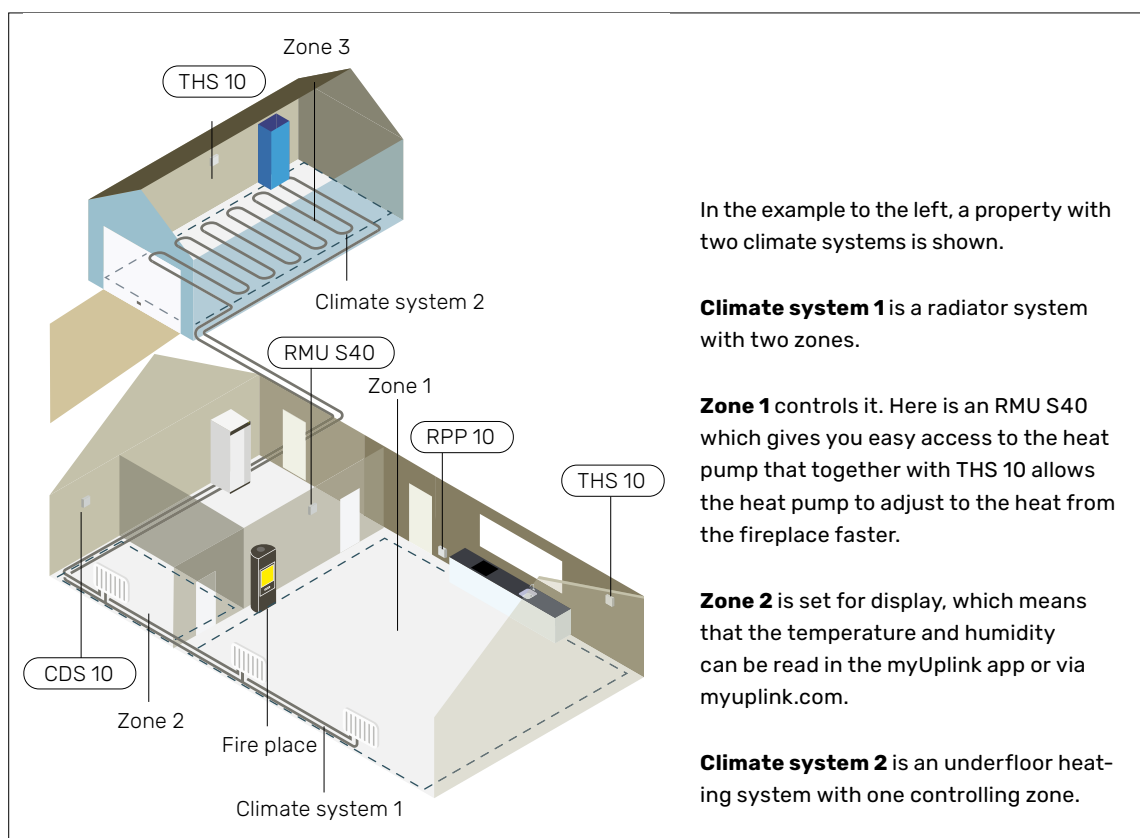 Zone 3
THS 10
Climate system 2
RMU S40
Zone 1
RPP 10
THS 10
CDS 10
Zone 2
Fire place
Climate system 1
In the example to the left, a property with
two climate systems is shown.
Climate system 1 is a radiator system
with two zones.
Zone 1 controls it. Here is an RMU S40
which gives you easy access to the heat
pump that together with THS 10 allows
the heat pump to adjust to the heat from
the fireplace faster.
Zone 2 is set for display, which means
that the temperature and humidity
can be read in the myUplink app or via
myuplink.com.
Climate system 2 is an underfloor heat-
ing system with one controlling zone.